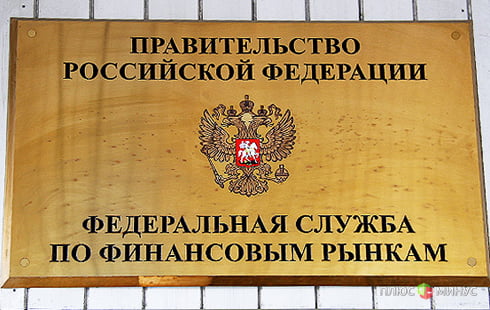 ПРАВИТЕЛЬСТВО
РОССИЙСКОЙ ФЕДЕРАЦИИ
ФЕДЕРАЛЬНАЯ СЛУЖБА
ПО ФИНАНСОВЫМ РЫНКАМ
ПЛЮС МИНУС